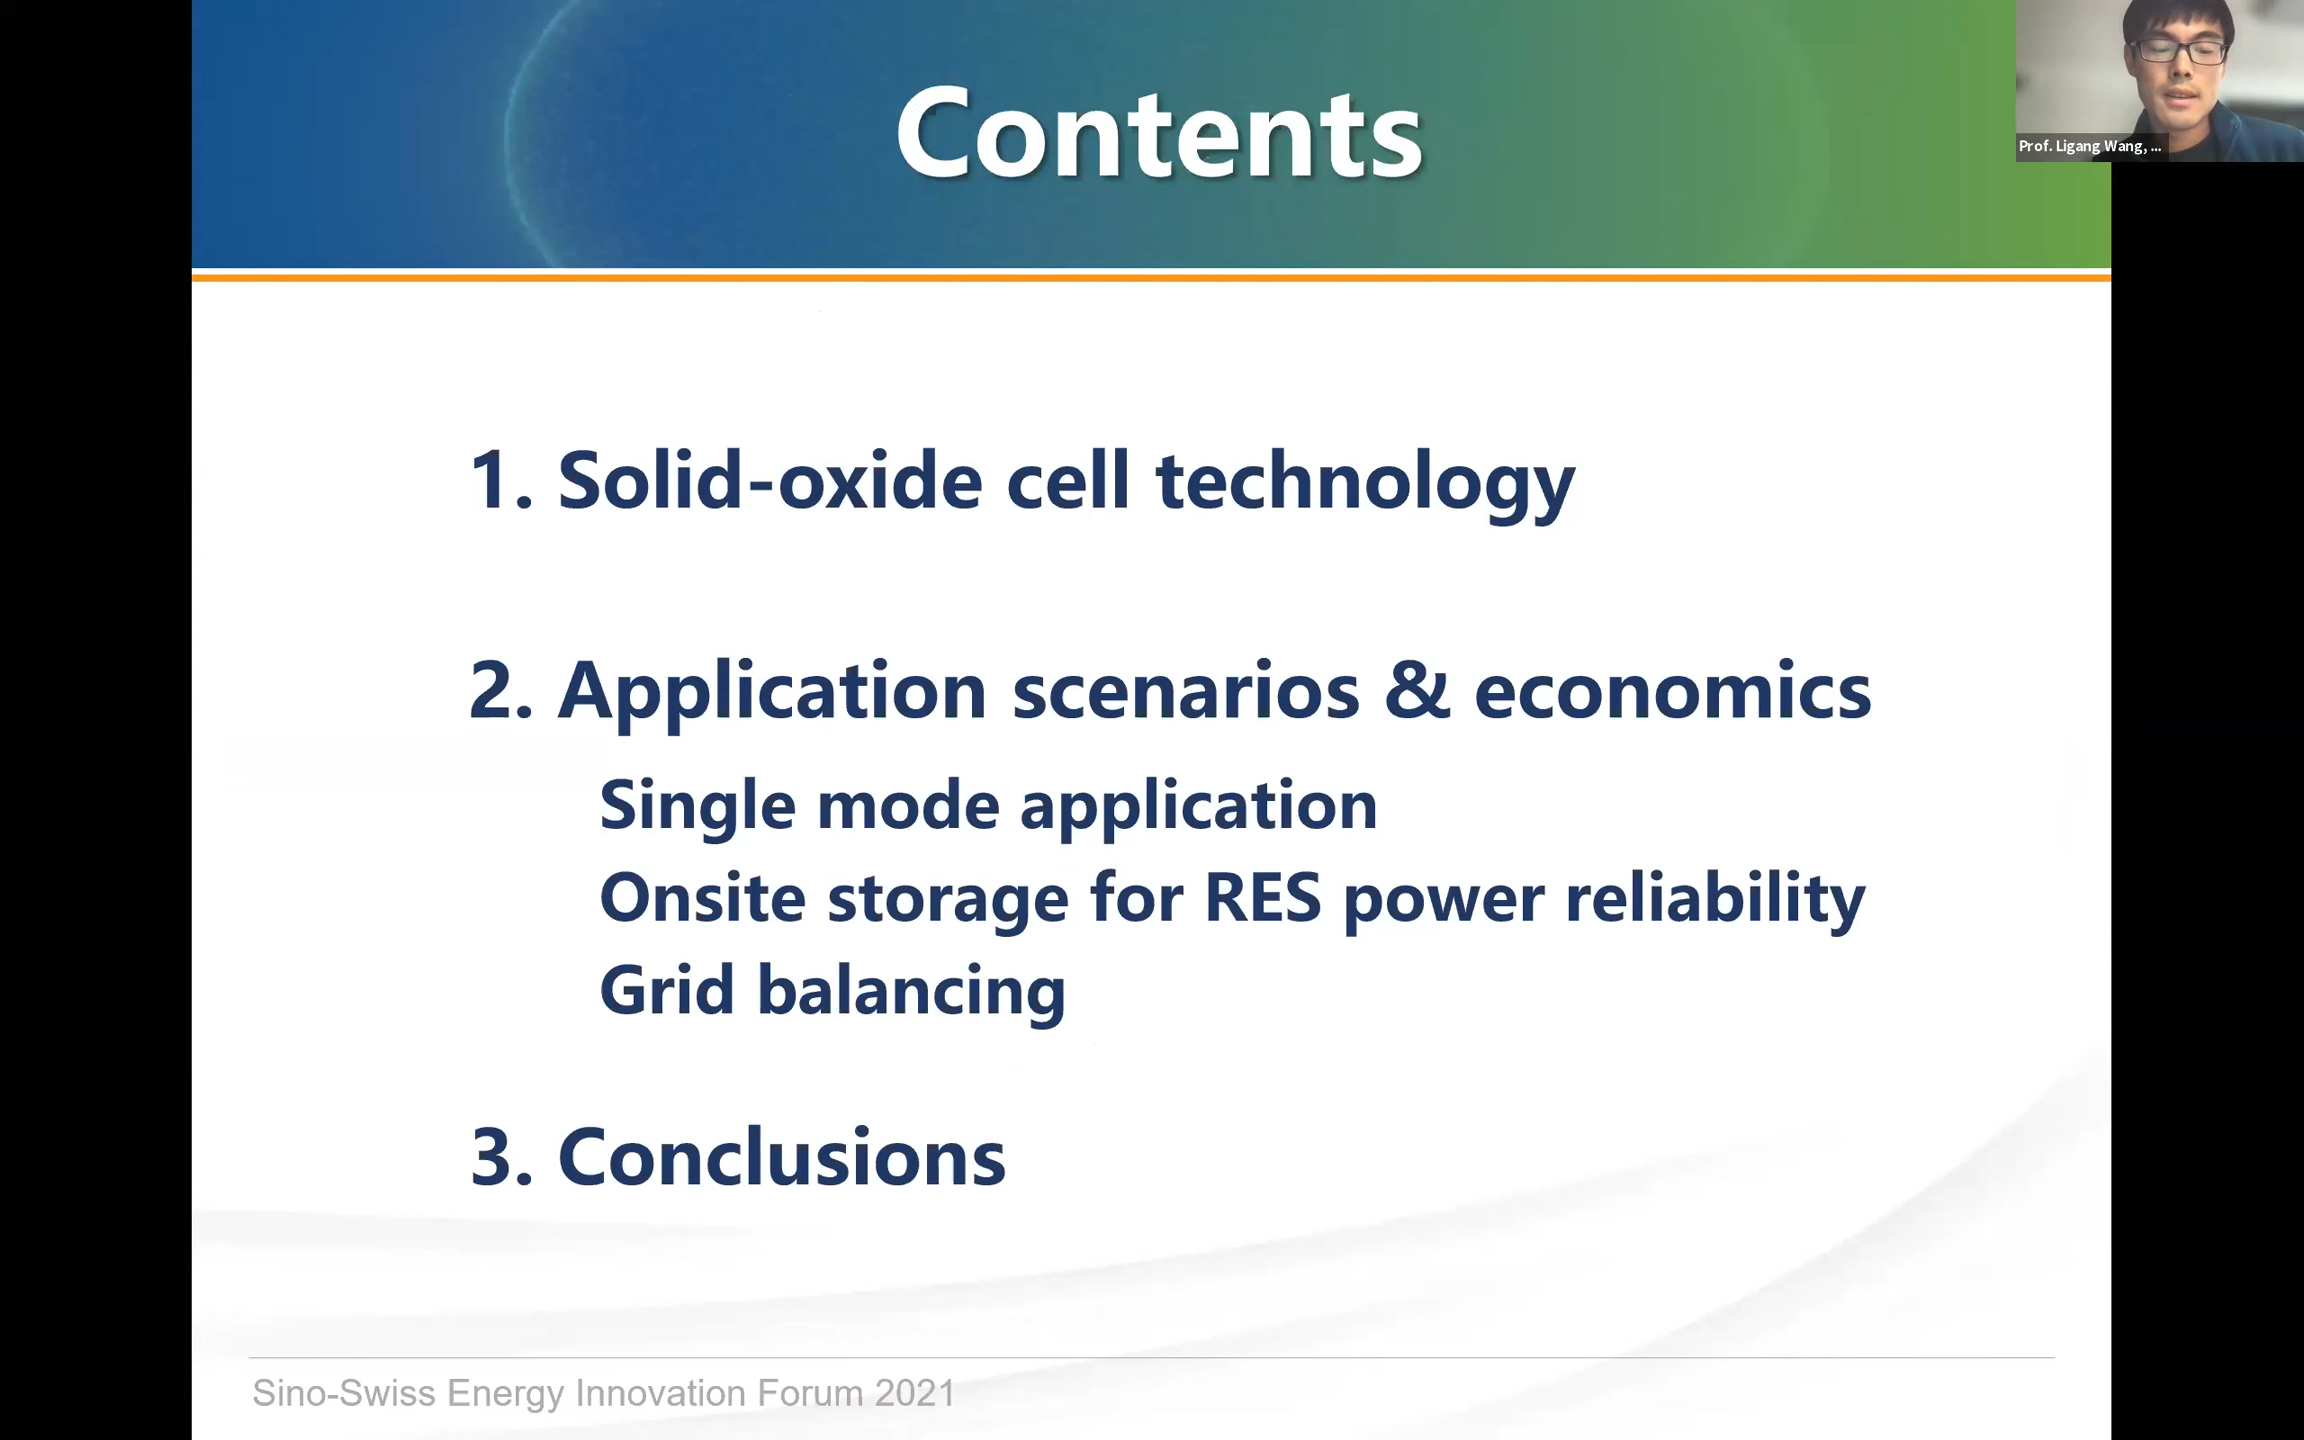 Contents
Prof. Ligang Wang, ...
1. Solid-oxide cell technology
2. Application scenarios & economics
Single mode application
Onsite storage for RES power reliability
Grid balancing
3. Conclusions
Sino-Swiss Energy Innovation Forum 2021